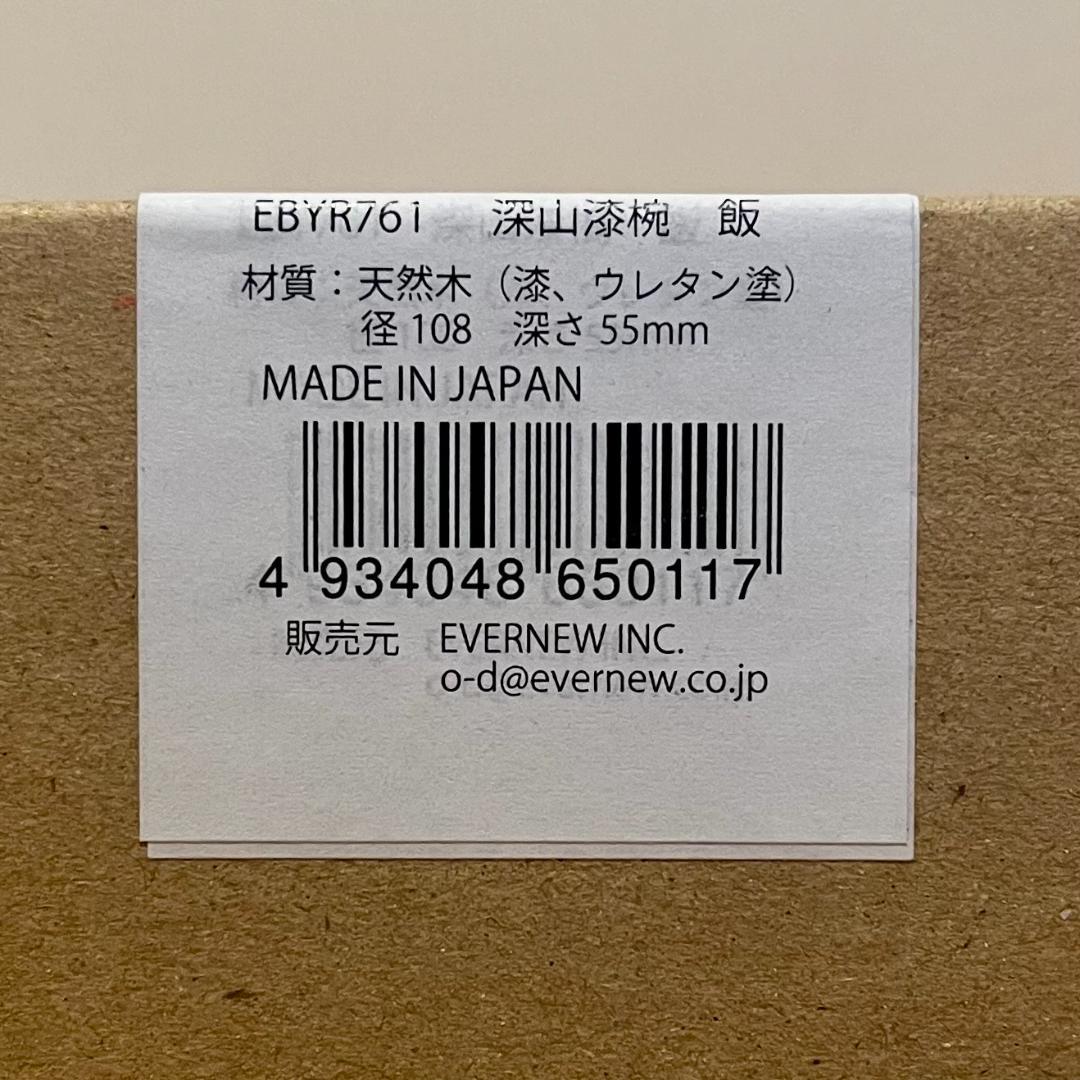 EBYR761　深山漆椀　飯
材質：天然木（漆、ウレタン塗）
径 108　深さ 55mm
MADE IN JAPAN
4 934048 650117
販売元　EVERNEW INC.
o-d@evernew.co.jp